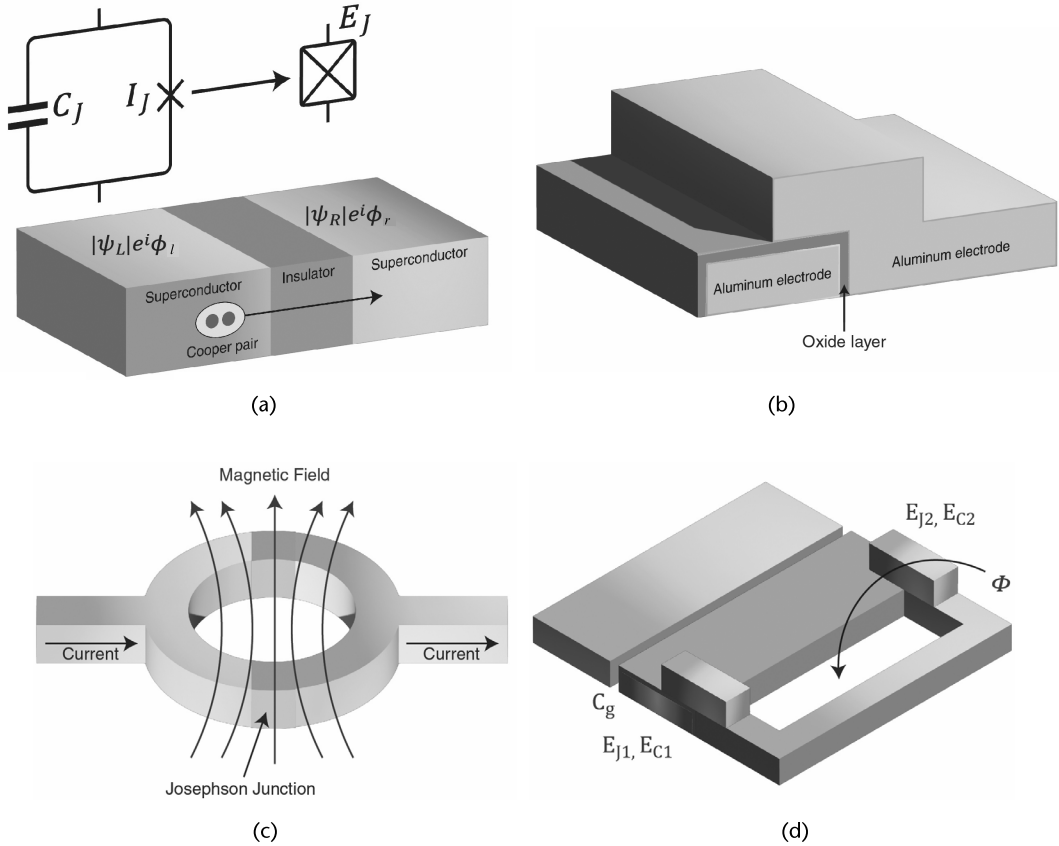 E_J
C_J
I_J
|ψ_L|e^iϕ_l
|ψ_R|e^iϕ_r
Superconductor
Insulator
Superconductor
Cooper pair
(a)
Aluminum electrode
Aluminum electrode
Oxide layer
(b)
Magnetic Field
Current
Current
Josephson Junction
(c)
E_J2, E_C2
Φ
C_g
E_J1, E_C1
(d)